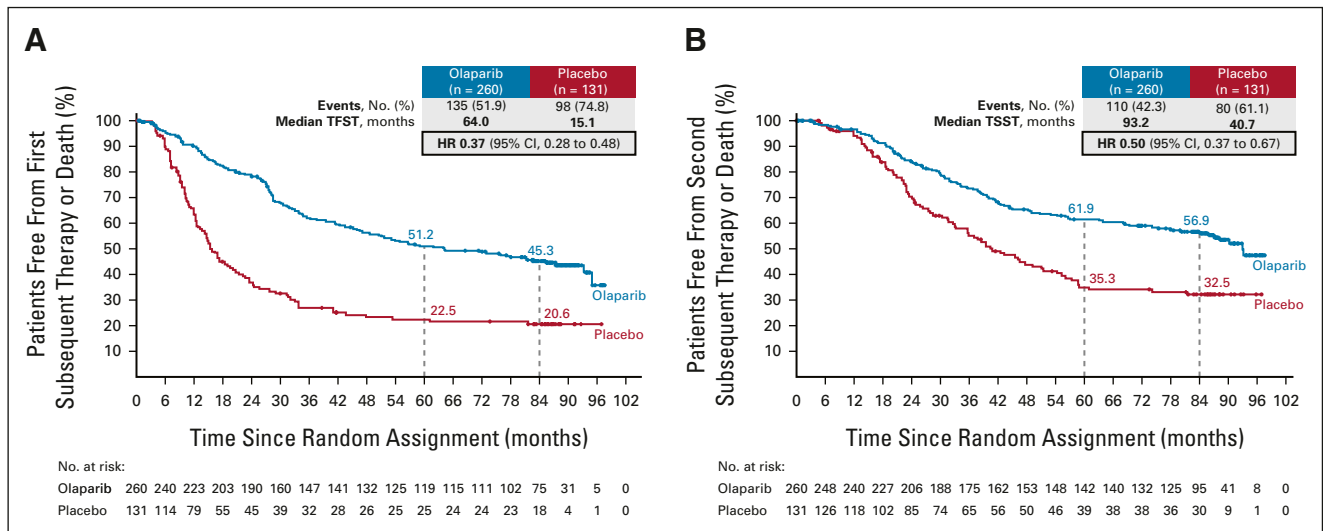 A
Olaparib
(n = 260)
Placebo
(n = 131)
Events, No. (%) 135 (51.9) 98 (74.8)
Median TFST, months 64.0 15.1
HR 0.37 (95% CI, 0.28 to 0.48)
Patients Free From First
Subsequent Therapy or Death (%)
100
90
80
70
60
50
40
30
20
10
51.2
45.3
22.5
20.6
Olaparib
Placebo
0 6 12 18 24 30 36 42 48 54 60 66 72 78 84 90 96 102
Time Since Random Assignment (months)
No. at risk:
Olaparib 260 240 223 203 190 160 147 141 132 125 119 115 111 102 75 31 5 0
Placebo 131 114 79 55 45 39 32 28 26 25 25 24 24 23 18 4 1 0
B
Olaparib
(n = 260)
Placebo
(n = 131)
Events, No. (%) 110 (42.3) 80 (61.1)
Median TSST, months 93.2 40.7
HR 0.50 (95% CI, 0.37 to 0.67)
Patients Free From Second
Subsequent Therapy or Death (%)
100
90
80
70
60
50
40
30
20
10
61.9
56.9
35.3
32.5
Olaparib
Placebo
0 6 12 18 24 30 36 42 48 54 60 66 72 78 84 90 96 102
Time Since Random Assignment (months)
No. at risk:
Olaparib 260 248 240 227 206 188 175 162 153 148 142 140 132 125 95 41 8 0
Placebo 131 126 118 102 85 74 65 56 50 46 39 38 38 36 30 9 1 0